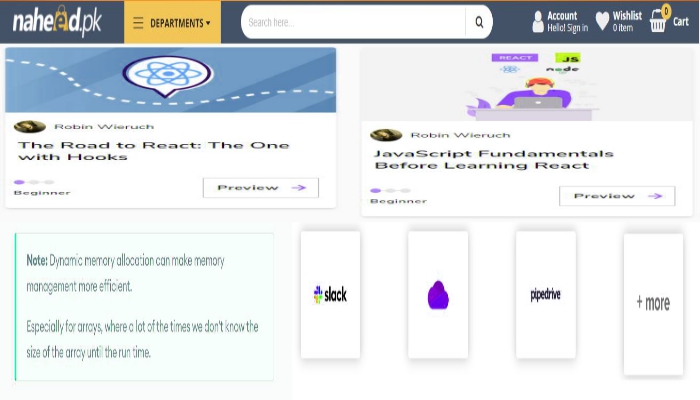 naheed.pk
DEPARTMENTS
Search here...
Account
Hello! Sign in
Wishlist
0 item
0
Cart
Robin Wieruch
The Road to React: The One
with Hooks
Beginner
Preview
REACT
JS
node
Robin Wieruch
JavaScript Fundamentals
Before Learning React
Beginner
Preview
Note: Dynamic memory allocation can make memory
management more efficient.
Especially for arrays, where a lot of the times we don't know the
size of the array until the run time.
slack
pipedrive
+ more